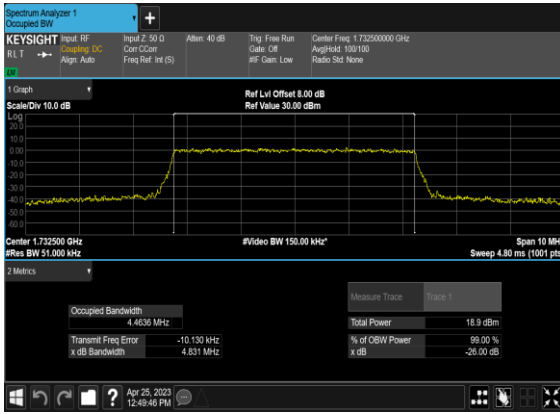 Spectrum Analyzer 1
Occupied BW
+
KEYSIGHT
RLT
LW
Input: RF
Coupling: DC
Align: Auto
Input Z: 50 Ω
Corr CCorr
Freq Ref: Int (S)
Atten: 40 dB
Trig: Free Run
Gate: Off
#IF Gain: Low
Center Freq: 1.732500000 GHz
Avg|Hold: 100/100
Radio Std: None
1 Graph
Scale/Div 10.0 dB
Ref Lvl Offset 8.00 dB
Ref Value 30.00 dBm
Log
20.0
10.0
0.00
-10.0
-20.0
-30.0
-40.0
-50.0
-60.0
Center 1.732500 GHz
#Res BW 51.000 kHz
#Video BW 150.00 kHz*
Span 10 MH
Sweep 4.80 ms (1001 pts
2 Metrics
Measure Trace
Trace 1
Occupied Bandwidth
4.4636 MHz
Total Power
18.9 dBm
Transmit Freq Error
-10.130 kHz
% of OBW Power
99.00 %
x dB Bandwidth
4.831 MHz
x dB
-26.00 dB
?
Apr 25, 2023
12:49:46 PM